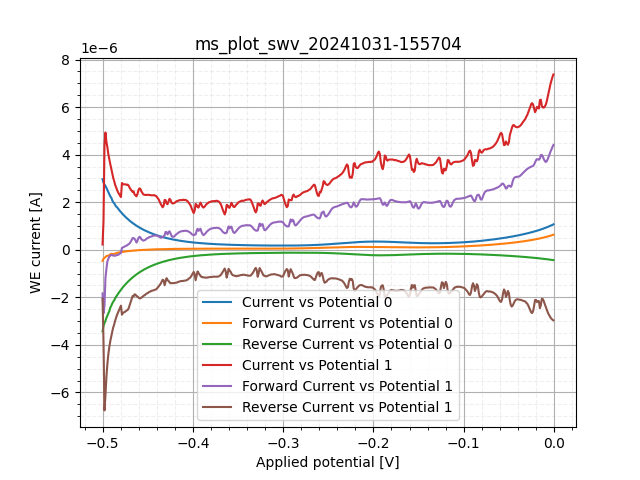 ms_plot_swv_20241031-155704
1e−6
8
6
4
2
0
−2
−4
−6
WE current [A]
Current vs Potential 0
Forward Current vs Potential 0
Reverse Current vs Potential 0
Current vs Potential 1
Forward Current vs Potential 1
Reverse Current vs Potential 1
−0.5 −0.4 −0.3 −0.2 −0.1 0.0
Applied potential [V]